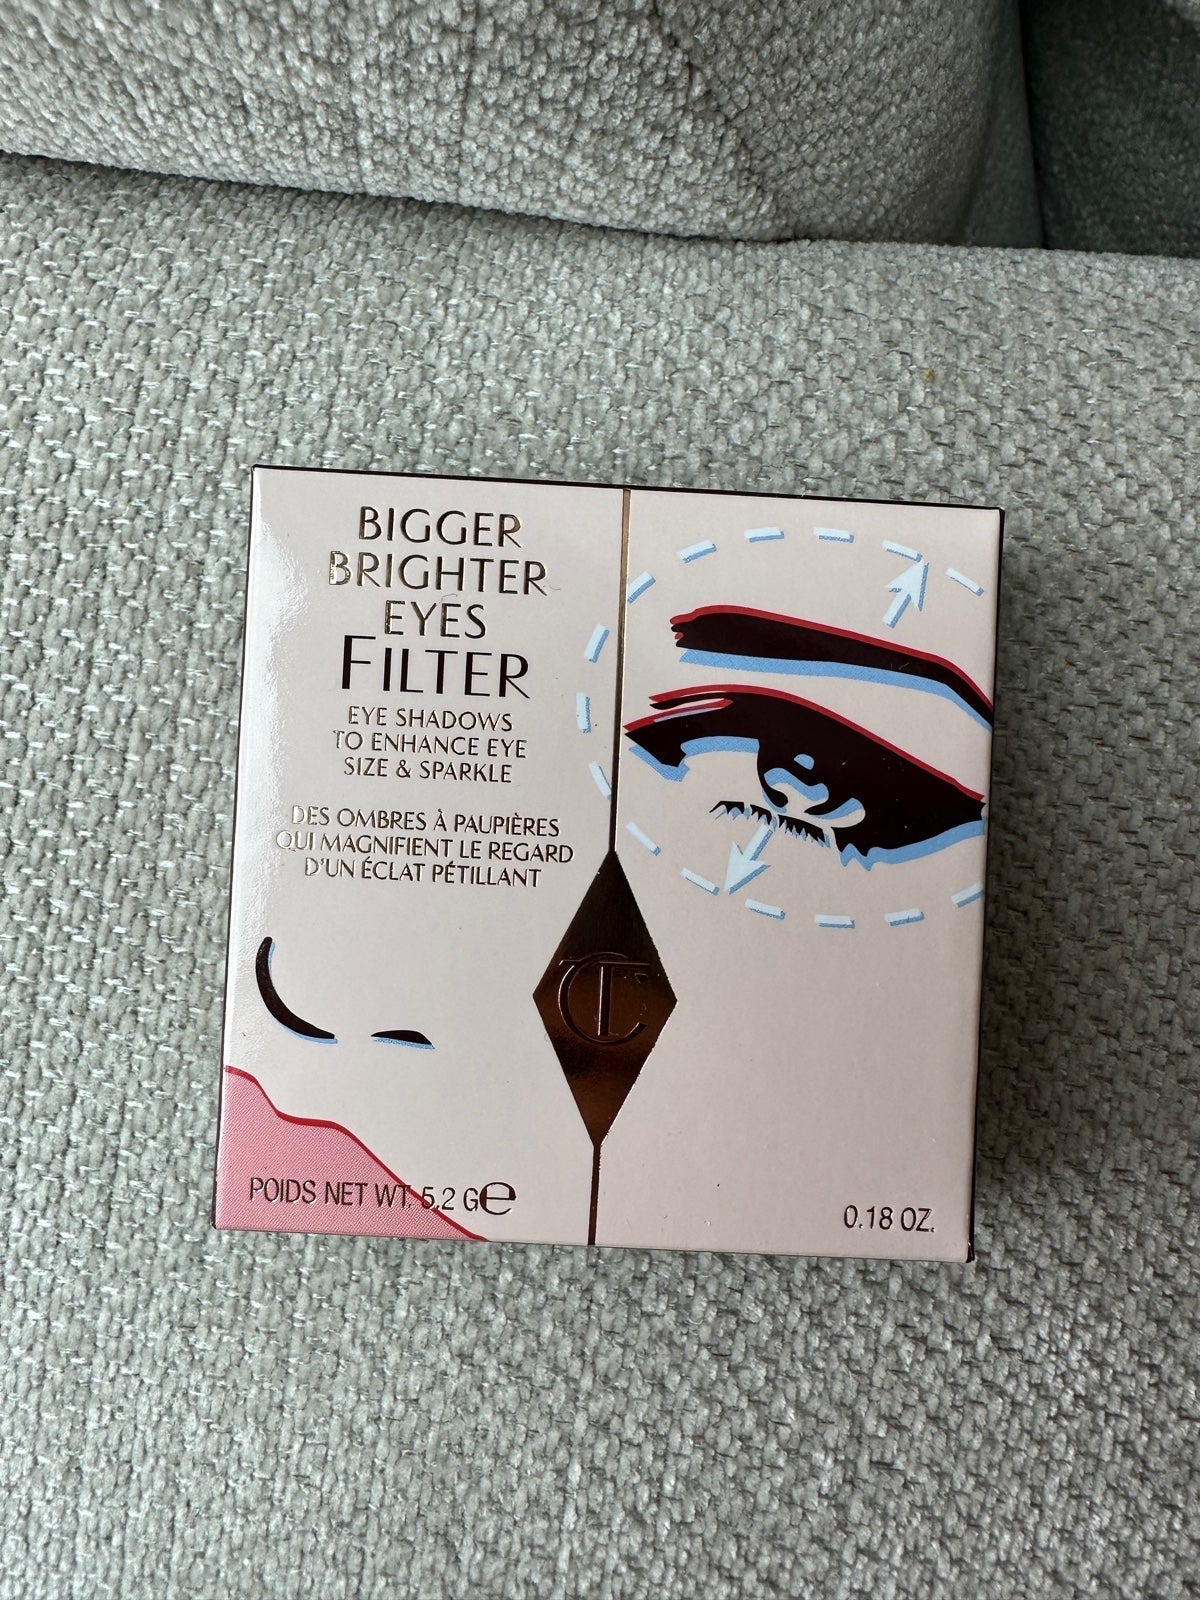 BIGGER
BRIGHTER
EYES
FILTER
EYE SHADOWS
TO ENHANCE EYE
SIZE & SPARKLE
DES OMBRES À PAUPIÈRES
QUI MAGNIFIENT LE REGARD
D'UN ÉCLAT PÉTILLANT
CT
POIDS NET WT. 5.2 G℮
0.18 OZ.